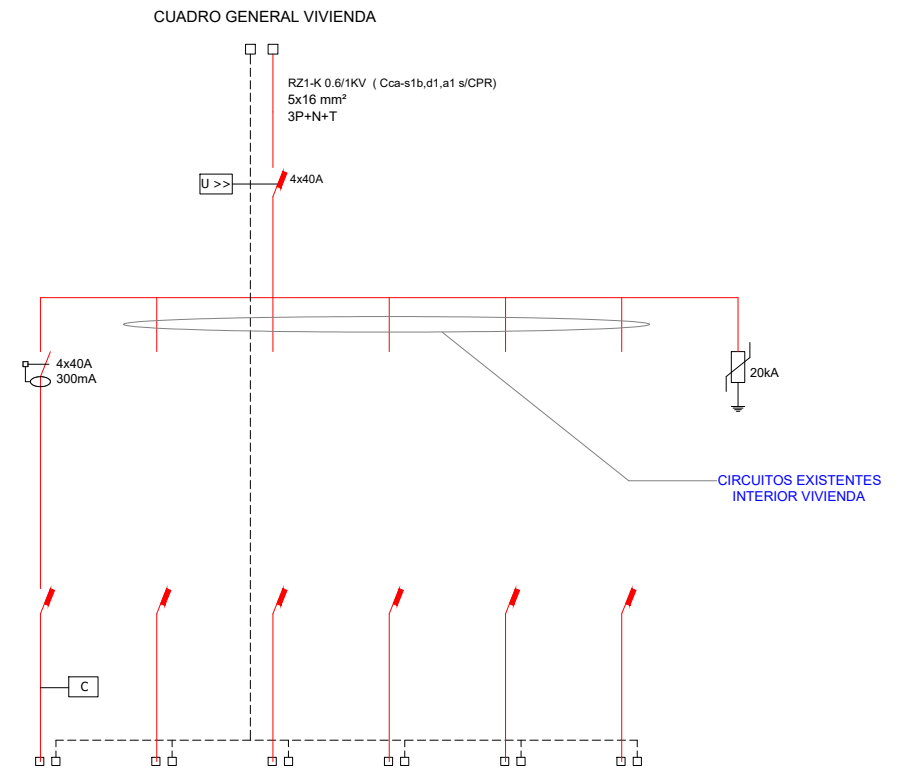 CUADRO GENERAL VIVIENDA
RZ1-K 0.6/1KV ( Cca-s1b,d1,a1 s/CPR)
5x16 mm²
3P+N+T
U >>
4x40A
4x40A
300mA
20kA
CIRCUITOS EXISTENTES
INTERIOR VIVIENDA
C